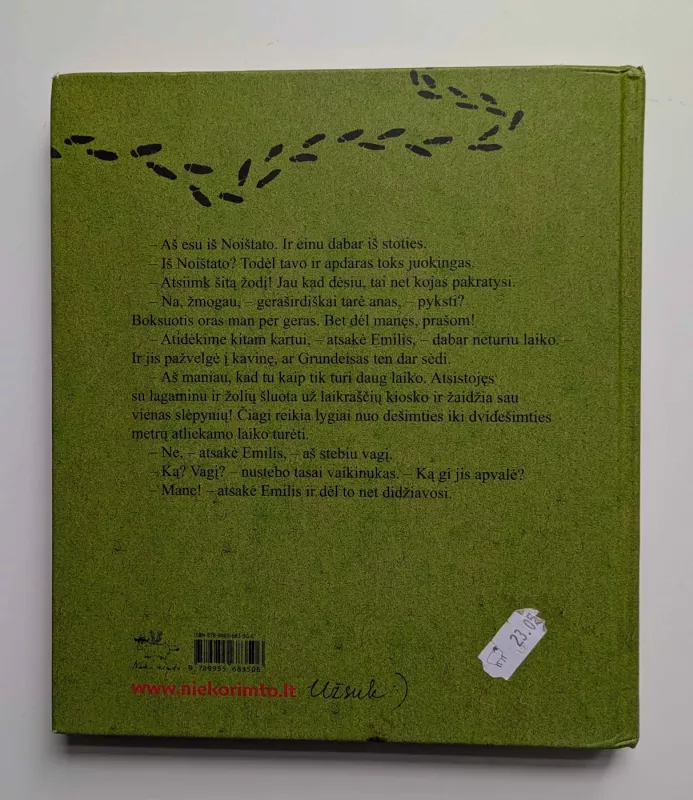 – Aš esu iš Noištato. Ir einu dabar iš stoties.
– Iš Noištato? Todėl tavo ir apdaras toks juokingas.
– Atsiimk šitą žodį! Jau kad dėsiu, tai net kojas pakratysi.
– Na, žmogau, – geraširdiškai tarė anas, – pyksti?
Boksuotis oras man per geras. Bet dėl manęs, prašom!
– Atidėkime kitam kartui, – atsakė Emilis, – dabar neturiu laiko. –
Ir jis pažvelgė į kavinę, ar Grundeisas ten dar sėdi.
– Aš maniau, kad tu kaip tik turi daug laiko. Atsistojęs
su lagaminu ir žolių šluota už laikraščių kiosko ir žaidžia sau
vienas slėpynių! Čiagi reikia lygiai nuo dešimties iki dvidešimties
metrų atliekamo laiko turėti.
– Ne, – atsakė Emilis, – aš stebiu vagį.
– Ką? Vagį? – nustebo tasai vaikinukas. – Ką gi jis apvalė?
– Mane! – atsakė Emilis ir dėl to net didžiavosi.
www.niekorimto.lt Užsuk :)
23.05